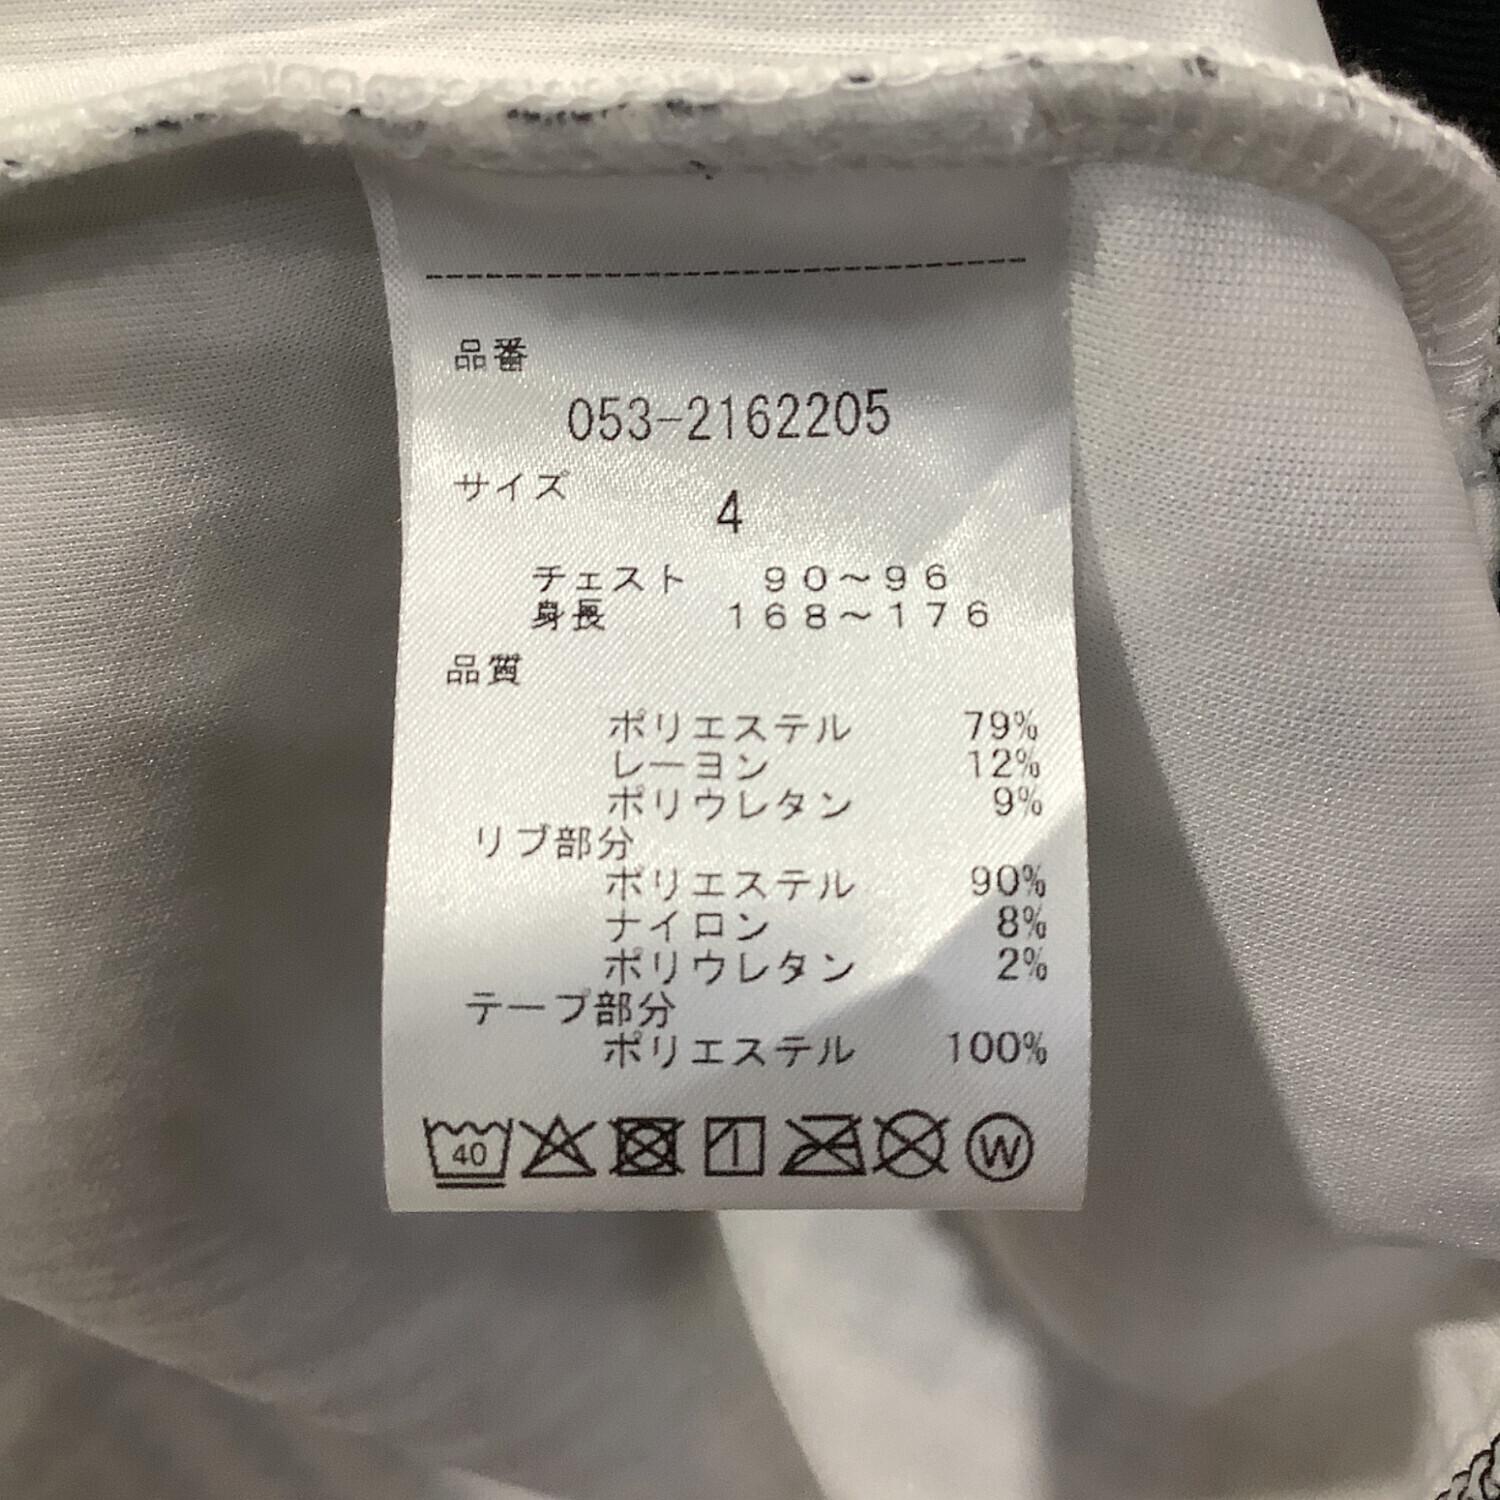 品番
053-2162205
サイズ
4
チェスト 90~96
身長 168~176
品質
ポリエステル 79%
レーヨン 12%
ポリウレタン 9%
リブ部分
ポリエステル 90%
ナイロン 8%
ポリウレタン 2%
テープ部分
ポリエステル 100%
40 W